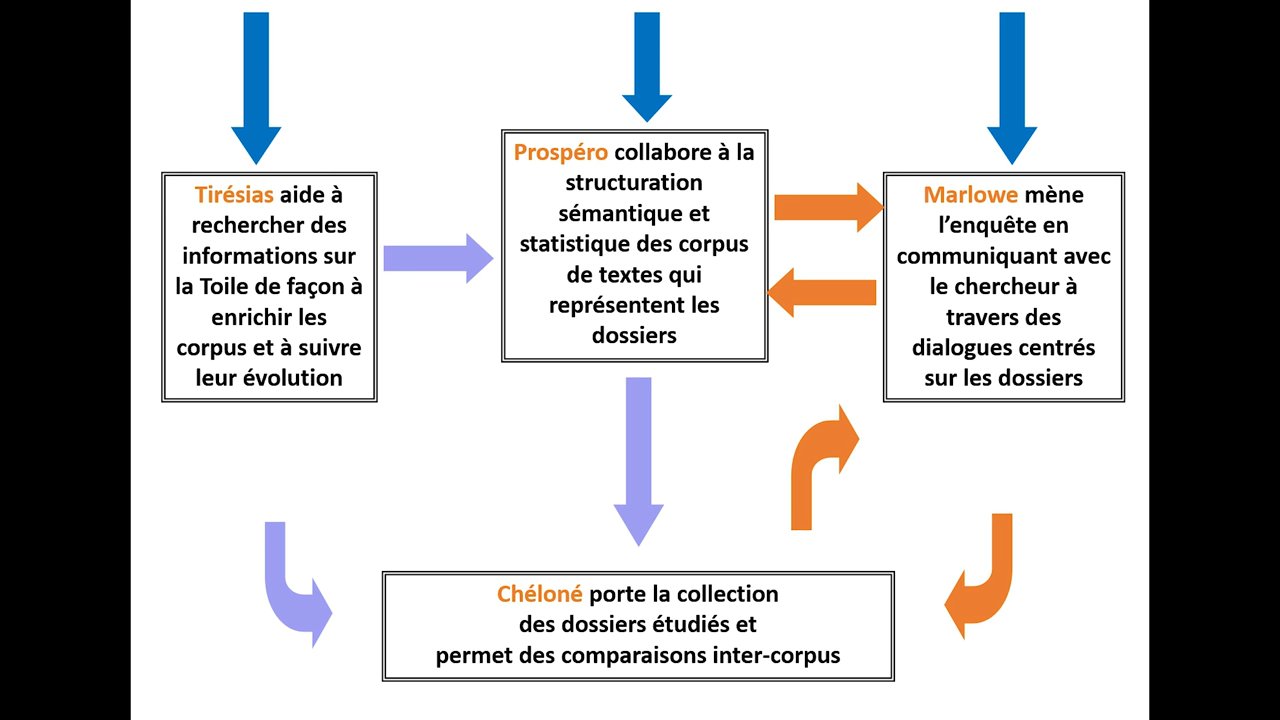 Tirésias aide à
rechercher des
informations sur
la Toile de façon à
enrichir les
corpus et à suivre
leur évolution
Prospéro collabore à la
structuration
sémantique et
statistique des corpus
de textes qui
représentent les
dossiers
Marlowe mène
l’enquête en
communiquant avec
le chercheur à
travers des
dialogues centrés
sur les dossiers
Chéloné porte la collection
des dossiers étudiés et
permet des comparaisons inter-corpus